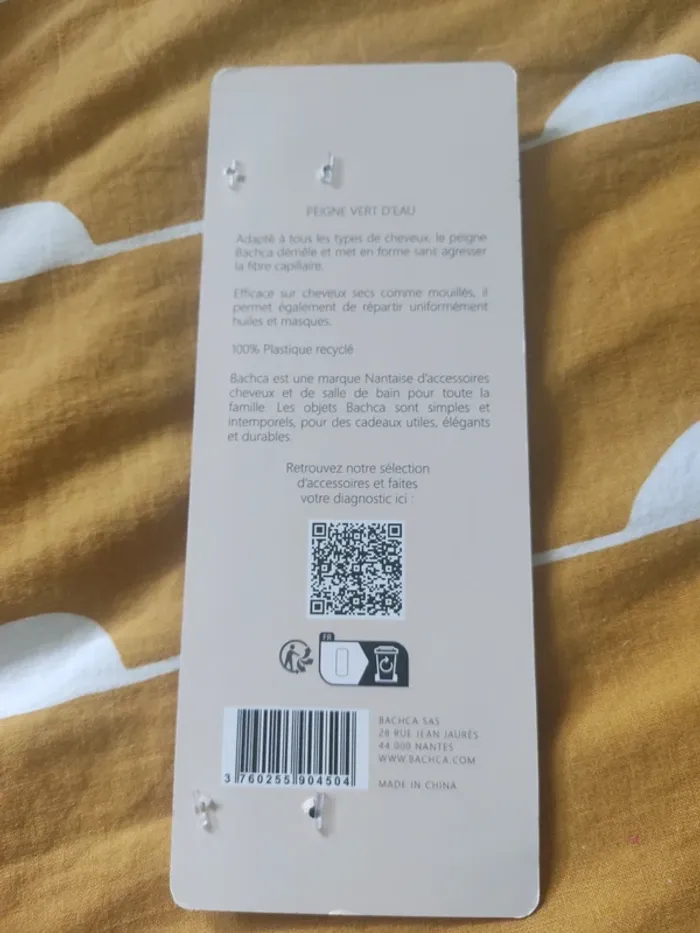 PEIGNE VERT D'EAU
Adapté à tous les types de cheveux, le peigne
Bachca démêle et met en forme sans agresser
la fibre capillaire.
Efficace sur cheveux secs comme mouillés, il
permet également de répartir uniformément
huiles et masques.
100% Plastique recyclé
Bachca est une marque Nantaise d'accessoires
cheveux et de salle de bain pour toute la
famille. Les objets Bachca sont simples et
intemporels, pour des cadeaux utiles, élégants
et durables.
Retrouvez notre sélection
d'accessoires et faites
votre diagnostic ici :
FR
BACHCA SAS
28 RUE JEAN JAURÈS
44 000 NANTES
WWW.BACHCA.COM
MADE IN CHINA
3 760255 904504